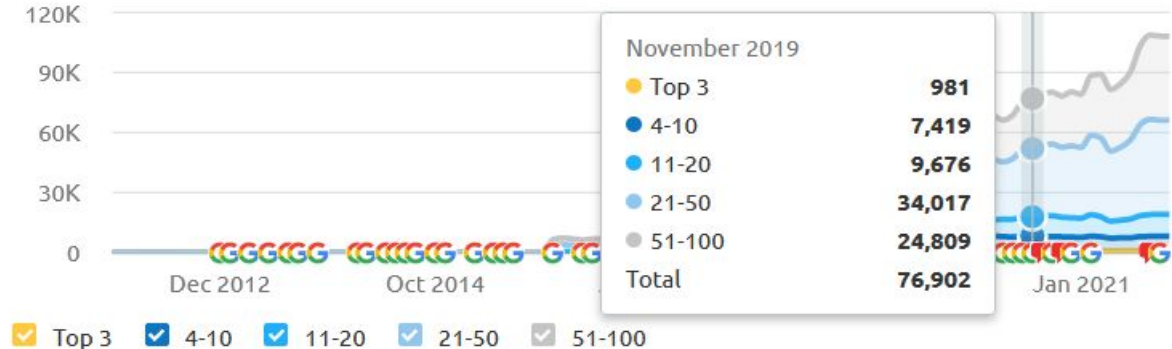 120K
90K
60K
30K
0
November 2019
Top 3 981
4-10 7,419
11-20 9,676
21-50 34,017
51-100 24,809
Total 76,902
Dec 2012 Oct 2014 Jan 2021
Top 3 4-10 11-20 21-50 51-100